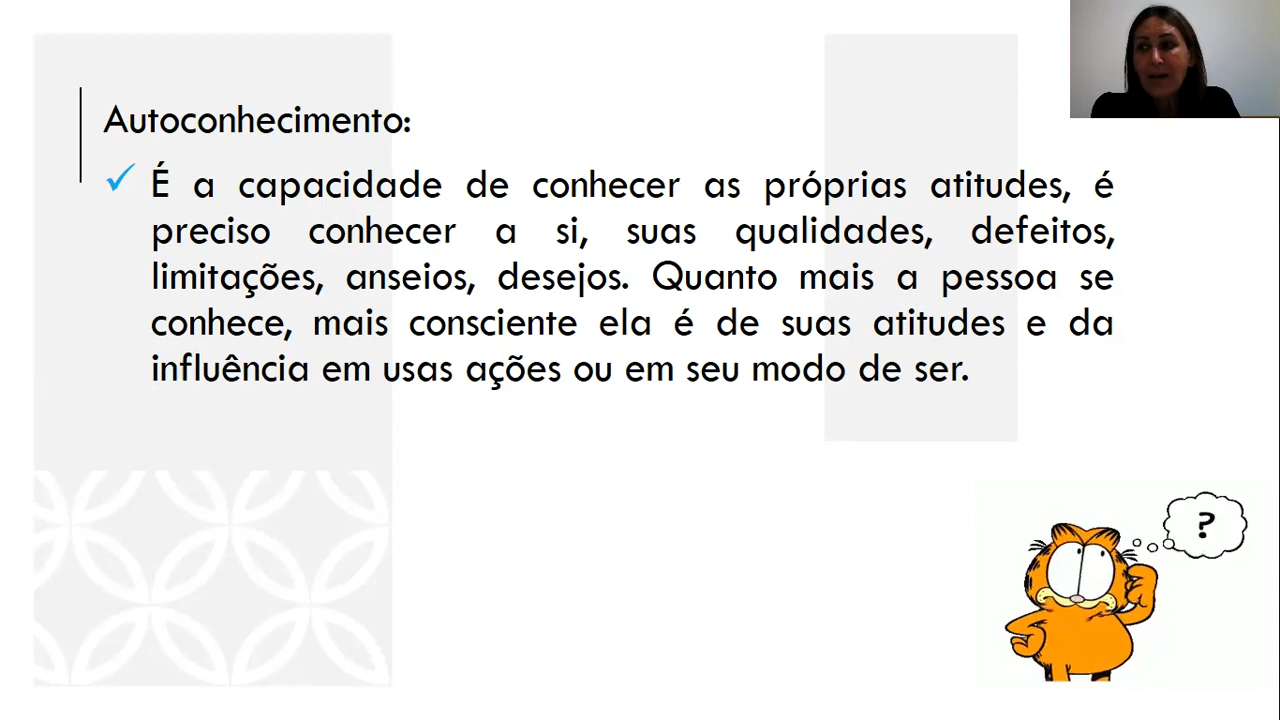 Autoconhecimento:
✓ É a capacidade de conhecer as próprias atitudes, é
preciso conhecer a si, suas qualidades, defeitos,
limitações, anseios, desejos. Quanto mais a pessoa se
conhece, mais consciente ela é de suas atitudes e da
influência em usas ações ou em seu modo de ser.
?